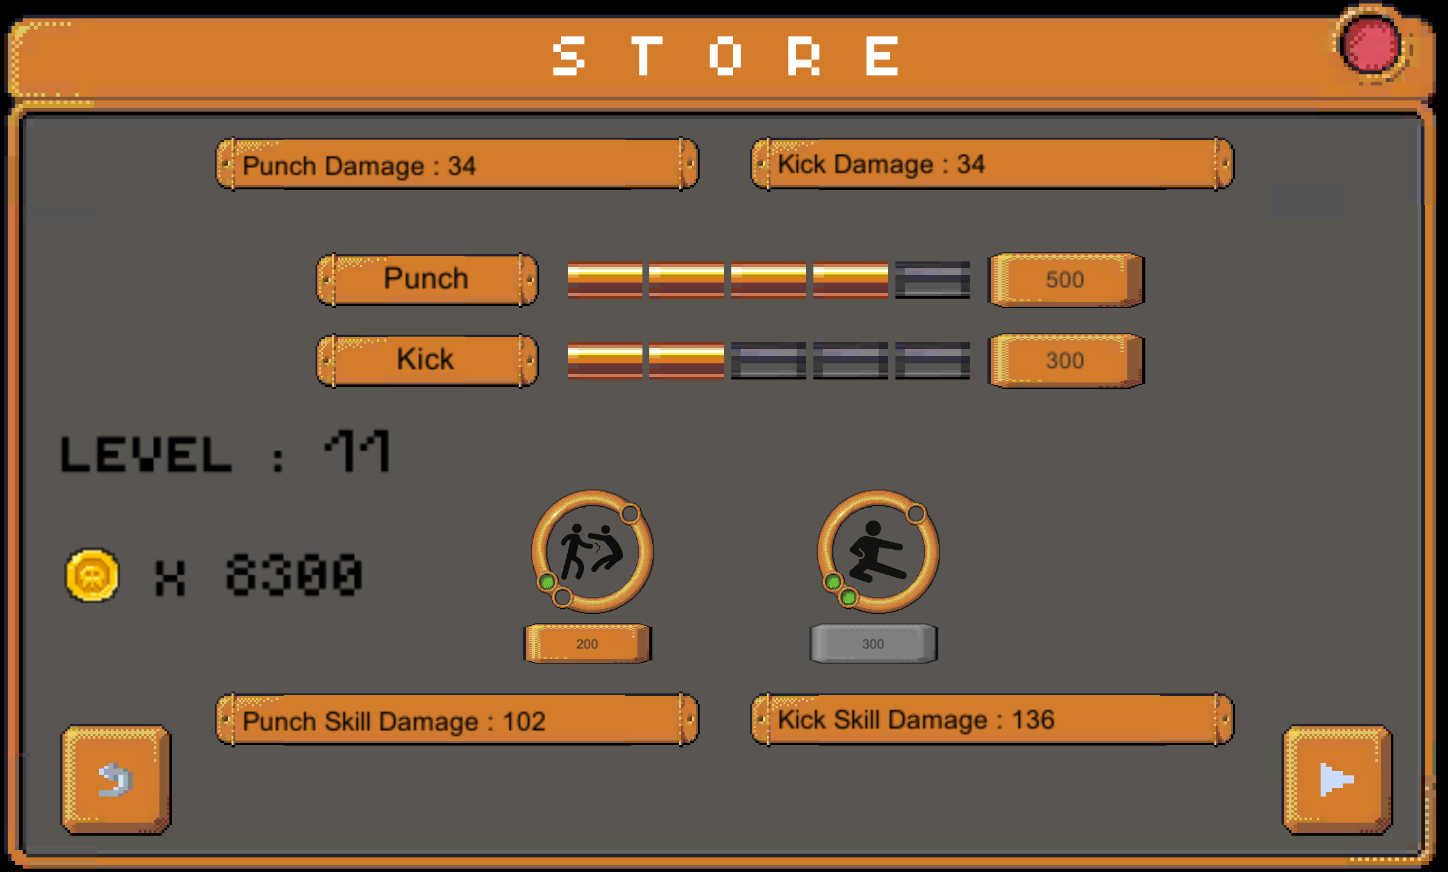 STORE
Punch Damage : 34
Kick Damage : 34
Punch
500
Kick
300
LEVEL : 11
x 8300
200
300
Punch Skill Damage : 102
Kick Skill Damage : 136